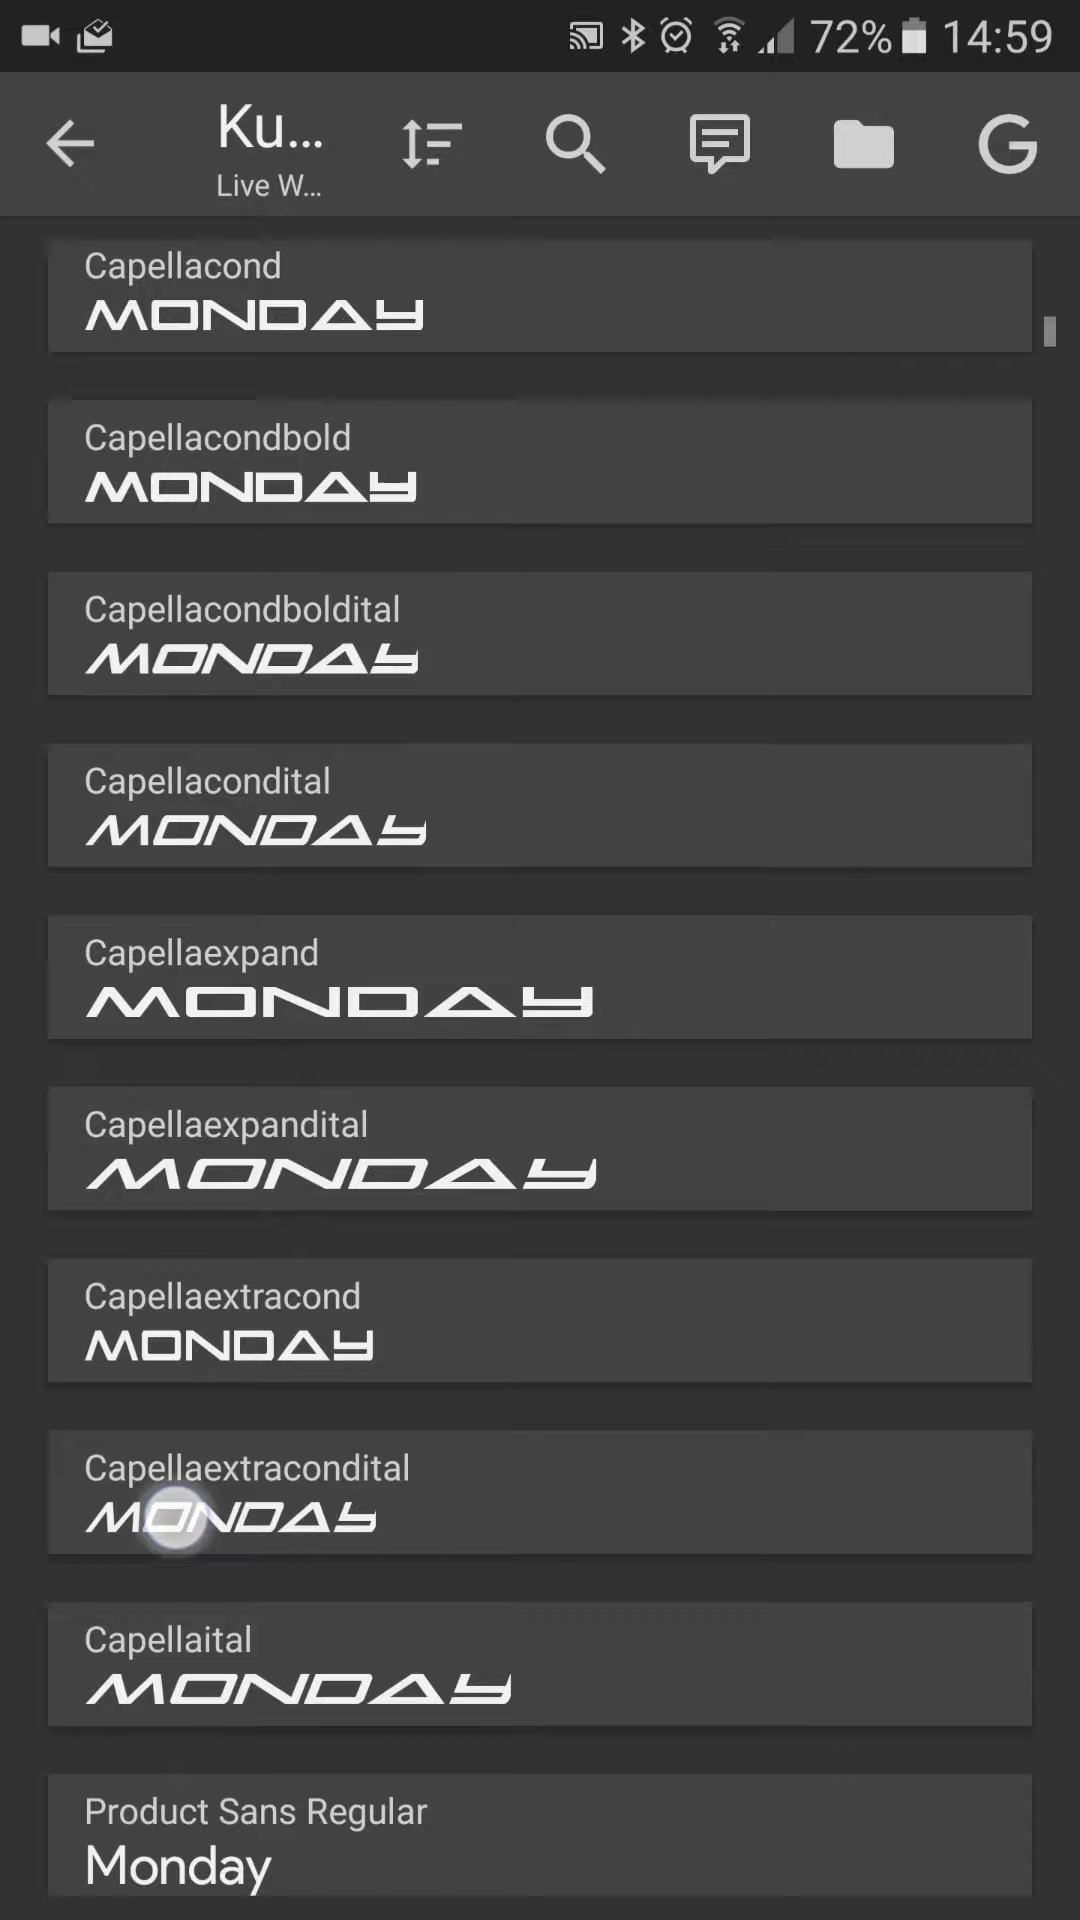 72% 14:59
Ku...
Live W...
Capellacond
MONDAY
Capellacondbold
MONDAY
Capellacondboldital
MONDAY
Capellacondital
MONDAY
Capellaexpand
MONDAY
Capellaexpandital
MONDAY
Capellaextracond
MONDAY
Capellaextracondital
MONDAY
Capellaital
MONDAY
Product Sans Regular
Monday